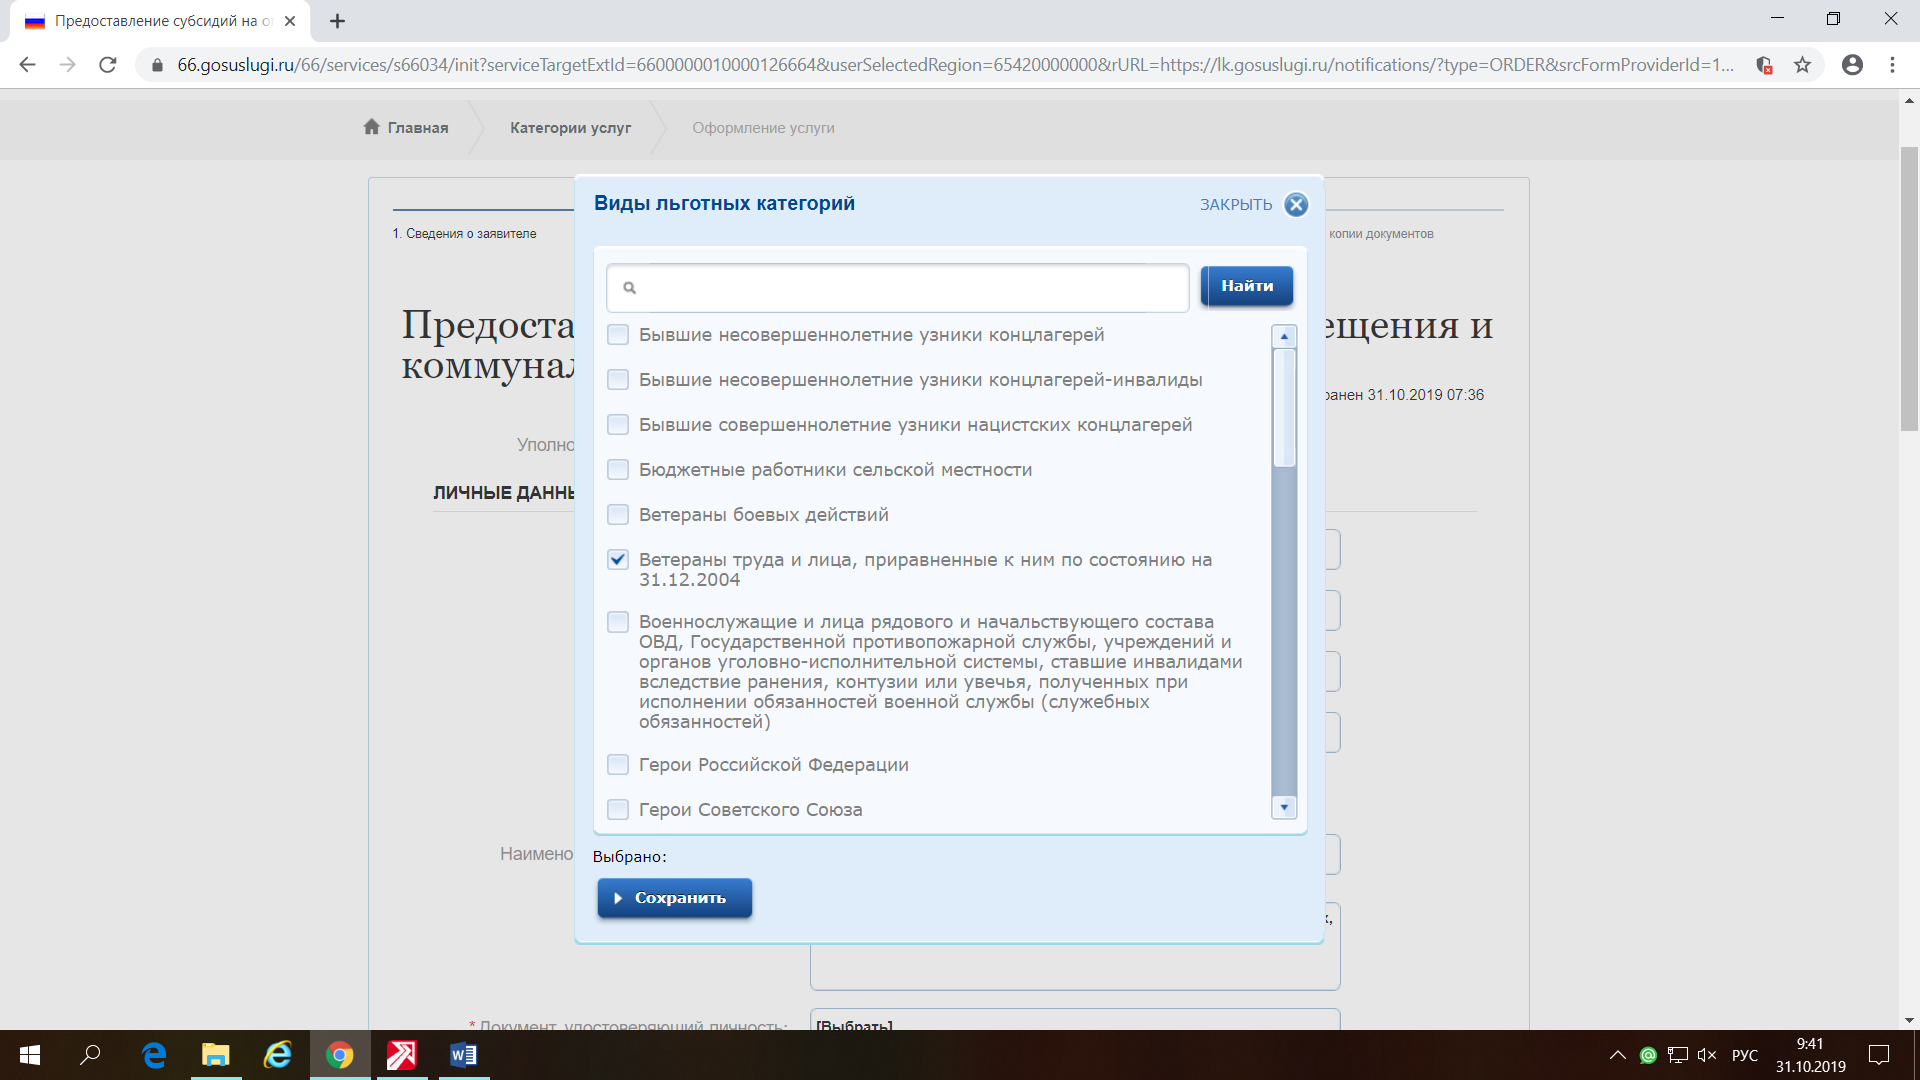 Предоставление субсидий на о
66.gosuslugi.ru/66/services/s66034/init?serviceTargetExtId=6600000010000126664&userSelectedRegion=65420000000&rURL=https://lk.gosuslugi.ru/notifications/?type=ORDER&srcFormProviderId=1...
Главная
Категории услуг
Оформление услуги
Виды льготных категорий
ЗАКРЫТЬ
1. Сведения о заявителе
копии документов
Найти
Предоста
ещения и
коммунал
ранен 31.10.2019 07:36
Уполно
ЛИЧНЫЕ ДАННЫ
Бывшие несовершеннолетние узники концлагерей
Бывшие несовершеннолетние узники концлагерей-инвалиды
Бывшие совершеннолетние узники нацистских концлагерей
Бюджетные работники сельской местности
Ветераны боевых действий
Ветераны труда и лица, приравненные к ним по состоянию на
31.12.2004
Военнослужащие и лица рядового и начальствующего состава
ОВД, Государственной противопожарной службы, учреждений и
органов уголовно-исполнительной системы, ставшие инвалидами
вследствие ранения, контузии или увечья, полученных при
исполнении обязанностей военной службы (служебных
обязанностей)
Герои Российской Федерации
Герои Советского Союза
Наимено
Выбрано:
Сохранить
* Документ, удостоверяющий личность:
[Выбрать]
РУС
9:41
31.10.2019